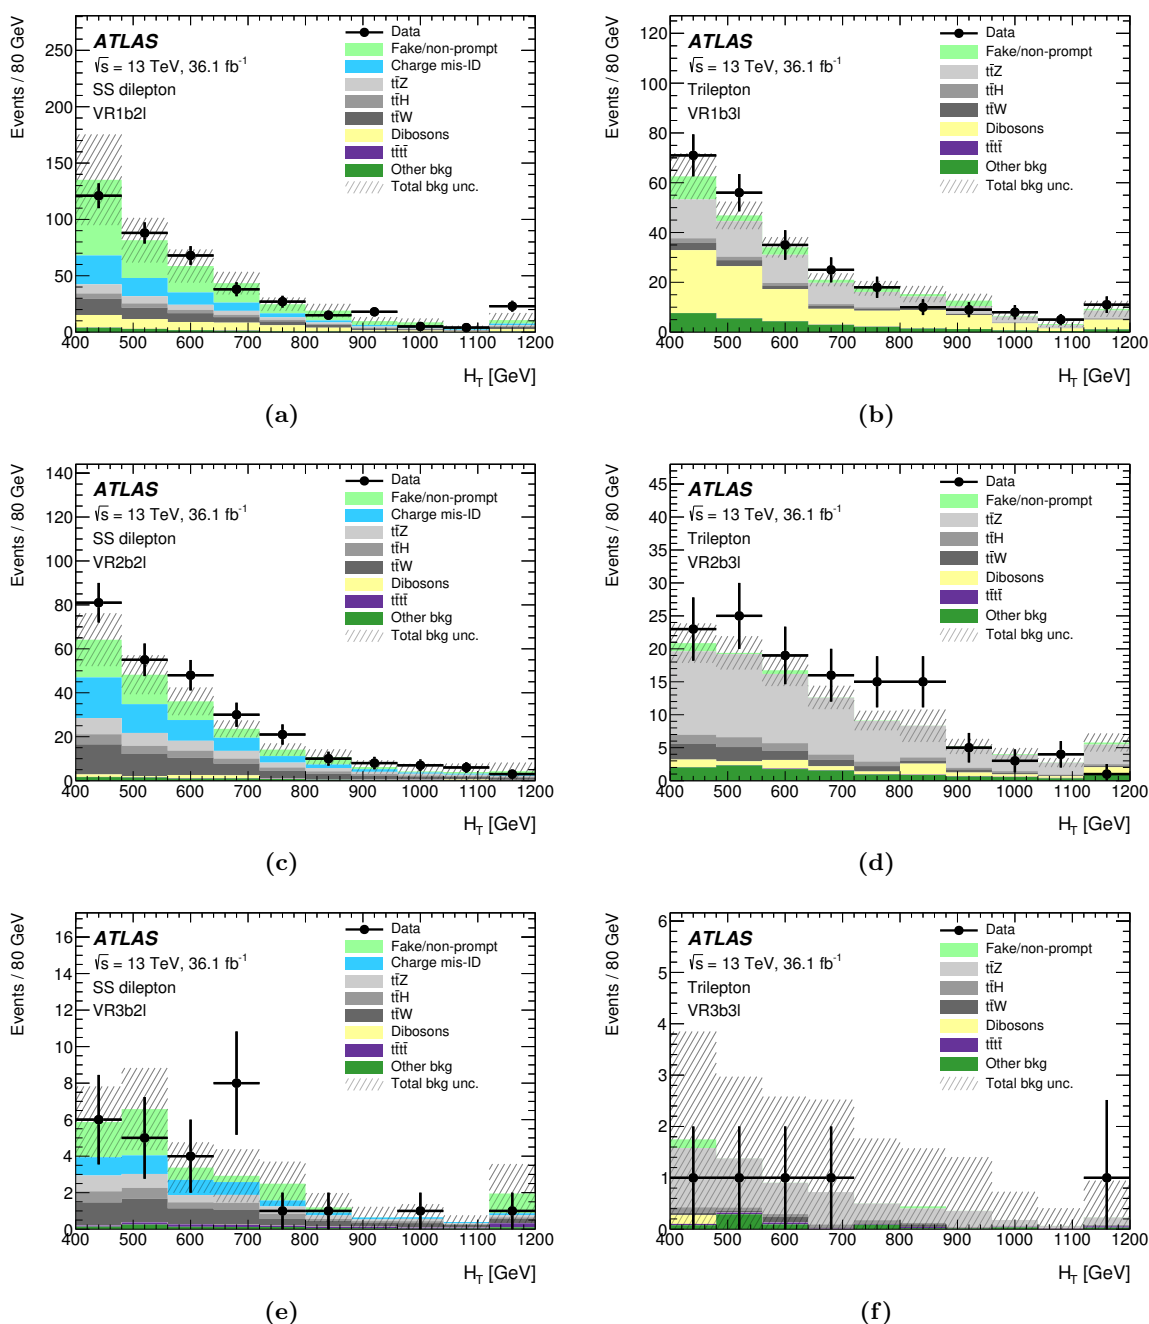 Events / 80 GeV
250
200
150
100
50
0
ATLAS
√s = 13 TeV, 36.1 fb⁻¹
SS dilepton
VR1b2l
Data
Fake/non-prompt
Charge mis-ID
tt̄Z
tt̄H
tt̄W
Dibosons
tt̄tt̄
Other bkg
Total bkg unc.
400 500 600 700 800 900 1000 1100 1200
H_T [GeV]
(a)
Events / 80 GeV
120
100
80
60
40
20
0
ATLAS
√s = 13 TeV, 36.1 fb⁻¹
Trilepton
VR1b3l
Data
Fake/non-prompt
tt̄Z
tt̄H
tt̄W
Dibosons
tt̄tt̄
Other bkg
Total bkg unc.
400 500 600 700 800 900 1000 1100 1200
H_T [GeV]
(b)
Events / 80 GeV
140
120
100
80
60
40
20
0
ATLAS
√s = 13 TeV, 36.1 fb⁻¹
SS dilepton
VR2b2l
Data
Fake/non-prompt
Charge mis-ID
tt̄Z
tt̄H
tt̄W
Dibosons
tt̄tt̄
Other bkg
Total bkg unc.
400 500 600 700 800 900 1000 1100 1200
H_T [GeV]
(c)
Events / 80 GeV
45
40
35
30
25
20
15
10
5
0
ATLAS
√s = 13 TeV, 36.1 fb⁻¹
Trilepton
VR2b3l
Data
Fake/non-prompt
tt̄Z
tt̄H
tt̄W
Dibosons
tt̄tt̄
Other bkg
Total bkg unc.
400 500 600 700 800 900 1000 1100 1200
H_T [GeV]
(d)
Events / 80 GeV
16
14
12
10
8
6
4
2
0
ATLAS
√s = 13 TeV, 36.1 fb⁻¹
SS dilepton
VR3b2l
Data
Fake/non-prompt
Charge mis-ID
tt̄Z
tt̄H
tt̄W
Dibosons
tt̄tt̄
Other bkg
Total bkg unc.
400 500 600 700 800 900 1000 1100 1200
H_T [GeV]
(e)
Events / 80 GeV
6
5
4
3
2
1
0
ATLAS
√s = 13 TeV, 36.1 fb⁻¹
Trilepton
VR3b3l
Data
Fake/non-prompt
tt̄Z
tt̄H
tt̄W
Dibosons
tt̄tt̄
Other bkg
Total bkg unc.
400 500 600 700 800 900 1000 1100 1200
H_T [GeV]
(f)